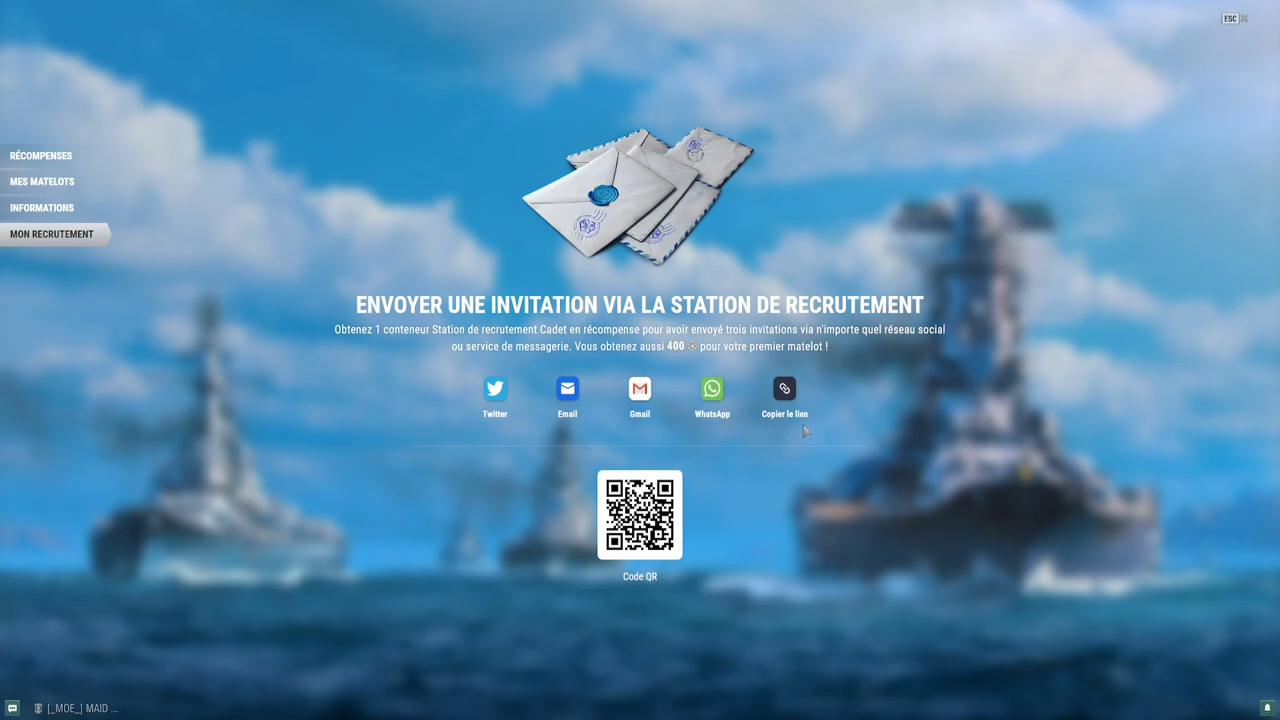 ESC
RÉCOMPENSES
MES MATELOTS
INFORMATIONS
MON RECRUTEMENT
ENVOYER UNE INVITATION VIA LA STATION DE RECRUTEMENT
Obtenez 1 conteneur Station de recrutement Cadet en récompense pour avoir envoyé trois invitations via n'importe quel réseau social
ou service de messagerie. Vous obtenez aussi 400 pour votre premier matelot !
Twitter Email Gmail WhatsApp Copier le lien
Code QR
[_MOE_] MAID ...